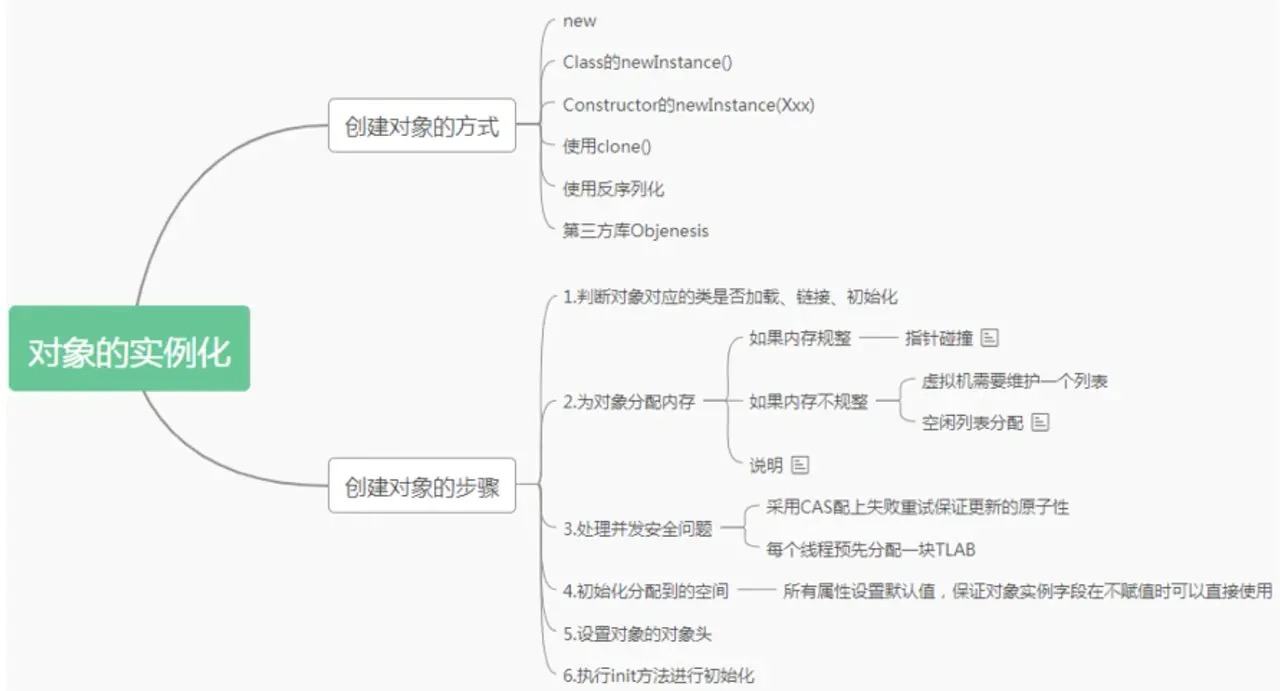 对象的实例化
创建对象的方式
new
Class的newInstance()
Constructor的newInstance(Xxx)
使用clone()
使用反序列化
第三方库Objenesis
创建对象的步骤
1.判断对象对应的类是否加载、链接、初始化
2.为对象分配内存
如果内存规整
指针碰撞
如果内存不规整
虚拟机需要维护一个列表
空闲列表分配
说明
3.处理并发安全问题
采用CAS配上失败重试保证更新的原子性
每个线程预先分配一块TLAB
4.初始化分配到的空间
所有属性设置默认值，保证对象实例字段在不赋值时可以直接使用
5.设置对象的对象头
6.执行init方法进行初始化